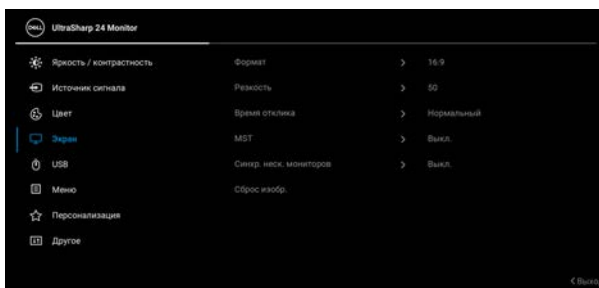 DELL UltraSharp 24 Monitor
Яркость / контрастность Формат 16:9
Источник сигнала Резкость 50
Цвет Время отклика Нормальный
Экран MST Выкл.
USB Синхр. неск. мониторов Выкл.
Меню Сброс изобр.
Персонализация
Другое